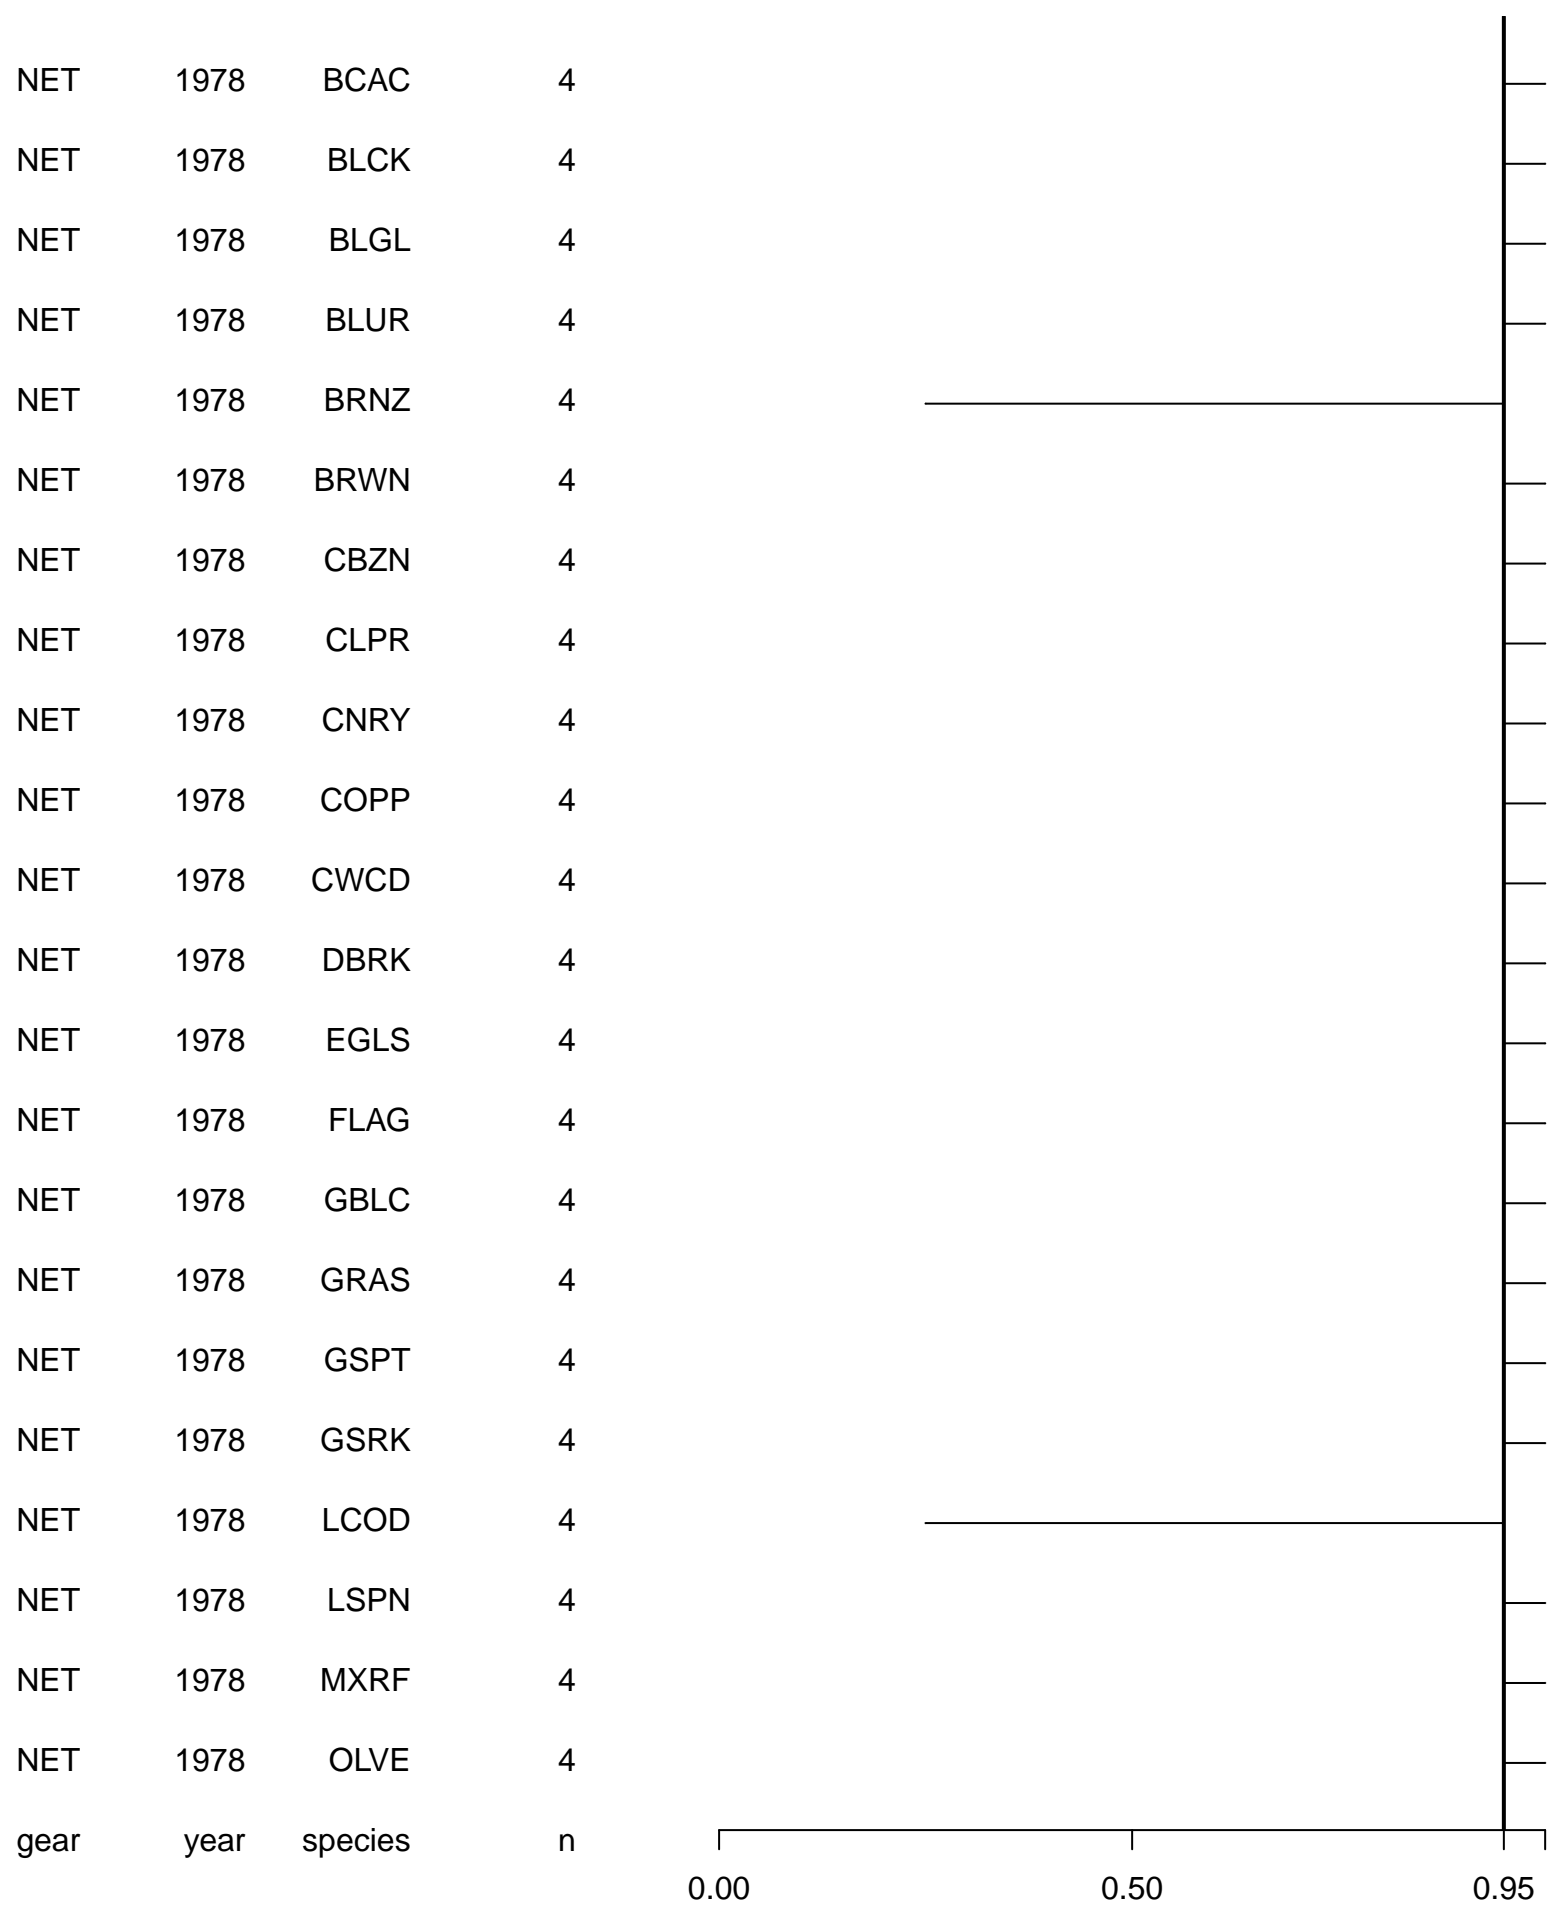 NET 1978 BCAC 4
NET 1978 BLCK 4
NET 1978 BLGL 4
NET 1978 BLUR 4
NET 1978 BRNZ 4
NET 1978 BRWN 4
NET 1978 CBZN 4
NET 1978 CLPR 4
NET 1978 CNRY 4
NET 1978 COPP 4
NET 1978 CWCD 4
NET 1978 DBRK 4
NET 1978 EGLS 4
NET 1978 FLAG 4
NET 1978 GBLC 4
NET 1978 GRAS 4
NET 1978 GSPT 4
NET 1978 GSRK 4
NET 1978 LCOD 4
NET 1978 LSPN 4
NET 1978 MXRF 4
NET 1978 OLVE 4
gear year species n
0.00 0.50 0.95